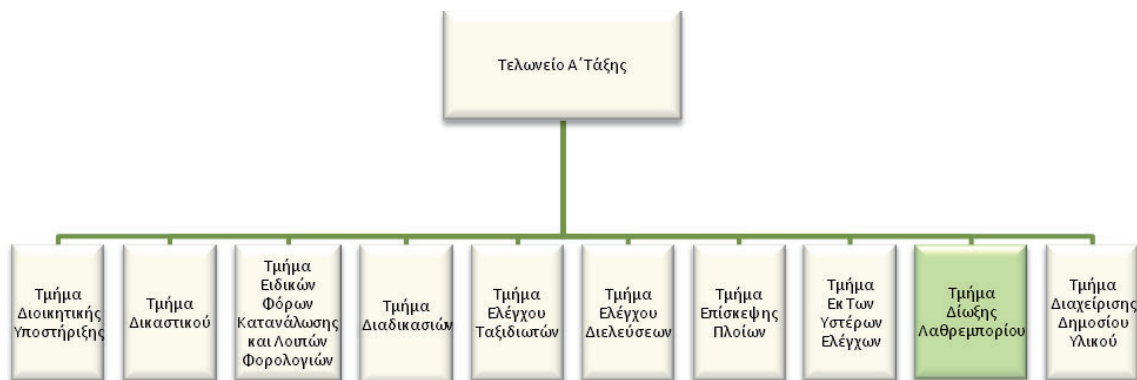 Τελωνείο Α΄Τάξης
Τμήμα
Διοικητικής
Υποστήριξης
Τμήμα
Δικαστικού
Τμήμα
Ειδικών
Φόρων
Κατανάλωσης
και Λοιπών
Φορολογιών
Τμήμα
Διαδικασιών
Τμήμα
Ελέγχου
Ταξιδιωτών
Τμήμα
Ελέγχου
Διελεύσεων
Τμήμα
Επίσκεψης
Πλοίων
Τμήμα
Εκ Των
Υστέρων
Ελέγχων
Τμήμα
Δίωξης
Λαθρεμπορίου
Τμήμα
Διαχείρισης
Δημοσίου
Υλικού